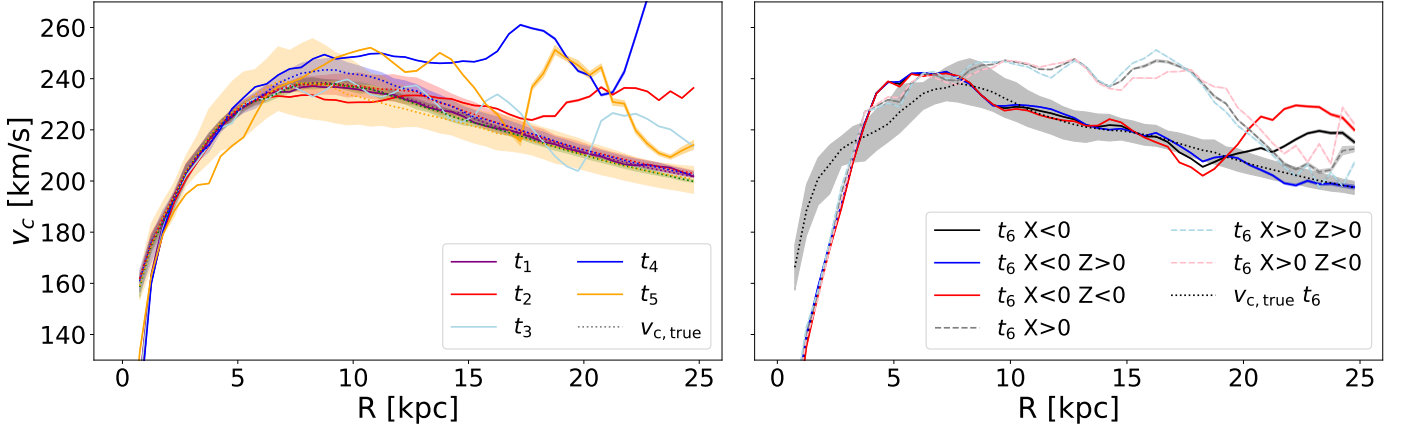 260
240
220
200
180
160
140
v_c [km/s]
0 5 10 15 20 25
R [kpc]
t_1 t_4
t_2 t_5
t_3 v_{c, true}
0 5 10 15 20 25
R [kpc]
t_6 X<0 t_6 X>0 Z>0
t_6 X<0 Z>0 t_6 X>0 Z<0
t_6 X<0 Z<0 v_{c, true} t_6
t_6 X>0